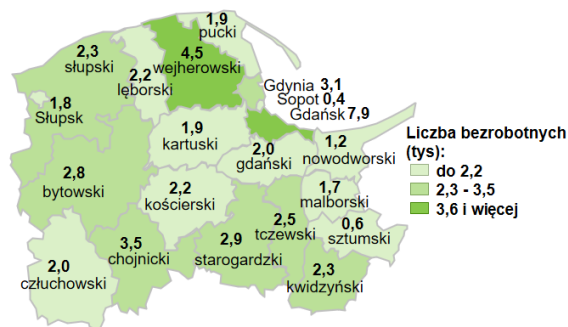 1,9
pucki
2,3
słupski
4,5
wejherowski
2,2
lęborski
Gdynia 3,1
Sopot 0,4
Gdańsk 7,9
1,8
Słupsk
1,9
kartuski
2,0
gdański
1,2
nowodworski
2,8
bytowski
2,2
kościerski
1,7
malborski
0,6
sztumski
2,5
tczewski
3,5
chojnicki
2,9
starogardzki
2,0
człuchowski
2,3
kwidzyński
Liczba bezrobotnych
(tys):
do 2,2
2,3 - 3,5
3,6 i więcej